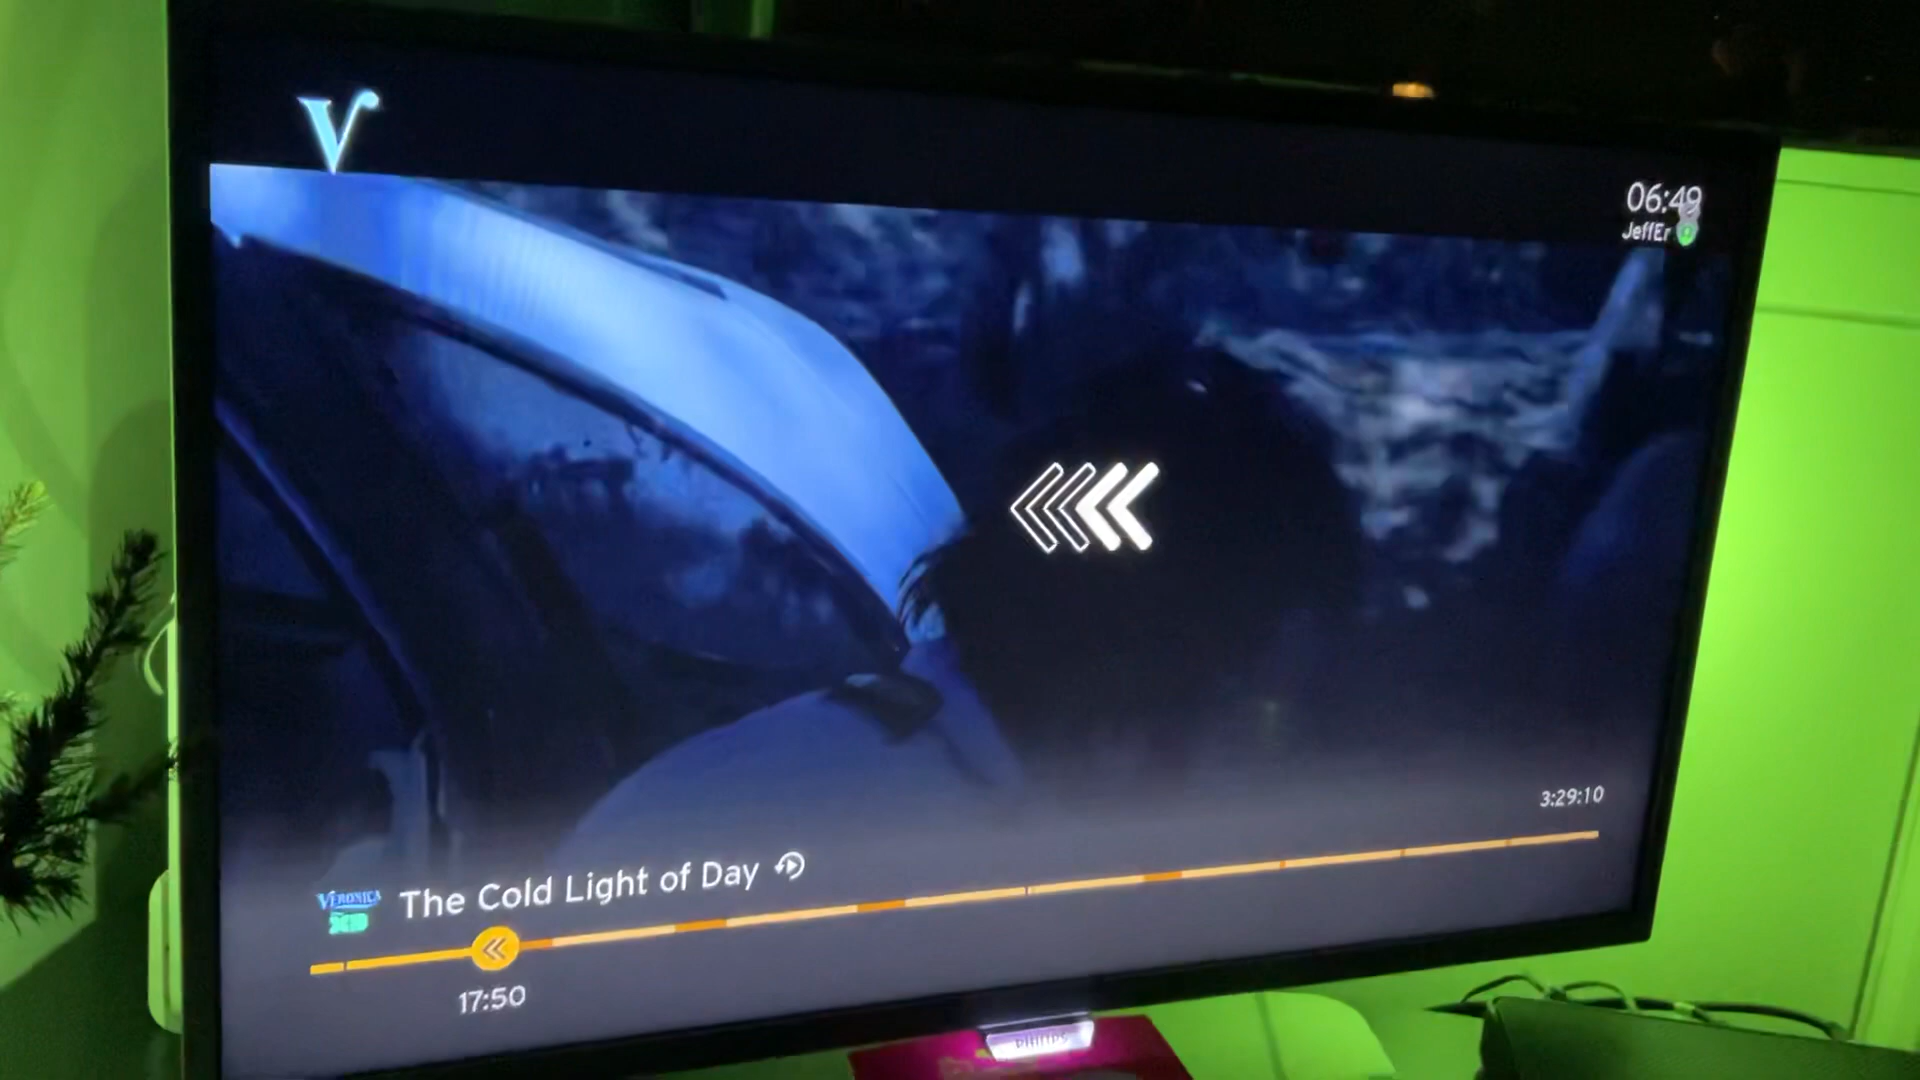 V
06:49
JeffEr
3:29:10
VERONICA
The Cold Light of Day
17:50
PHILIPS